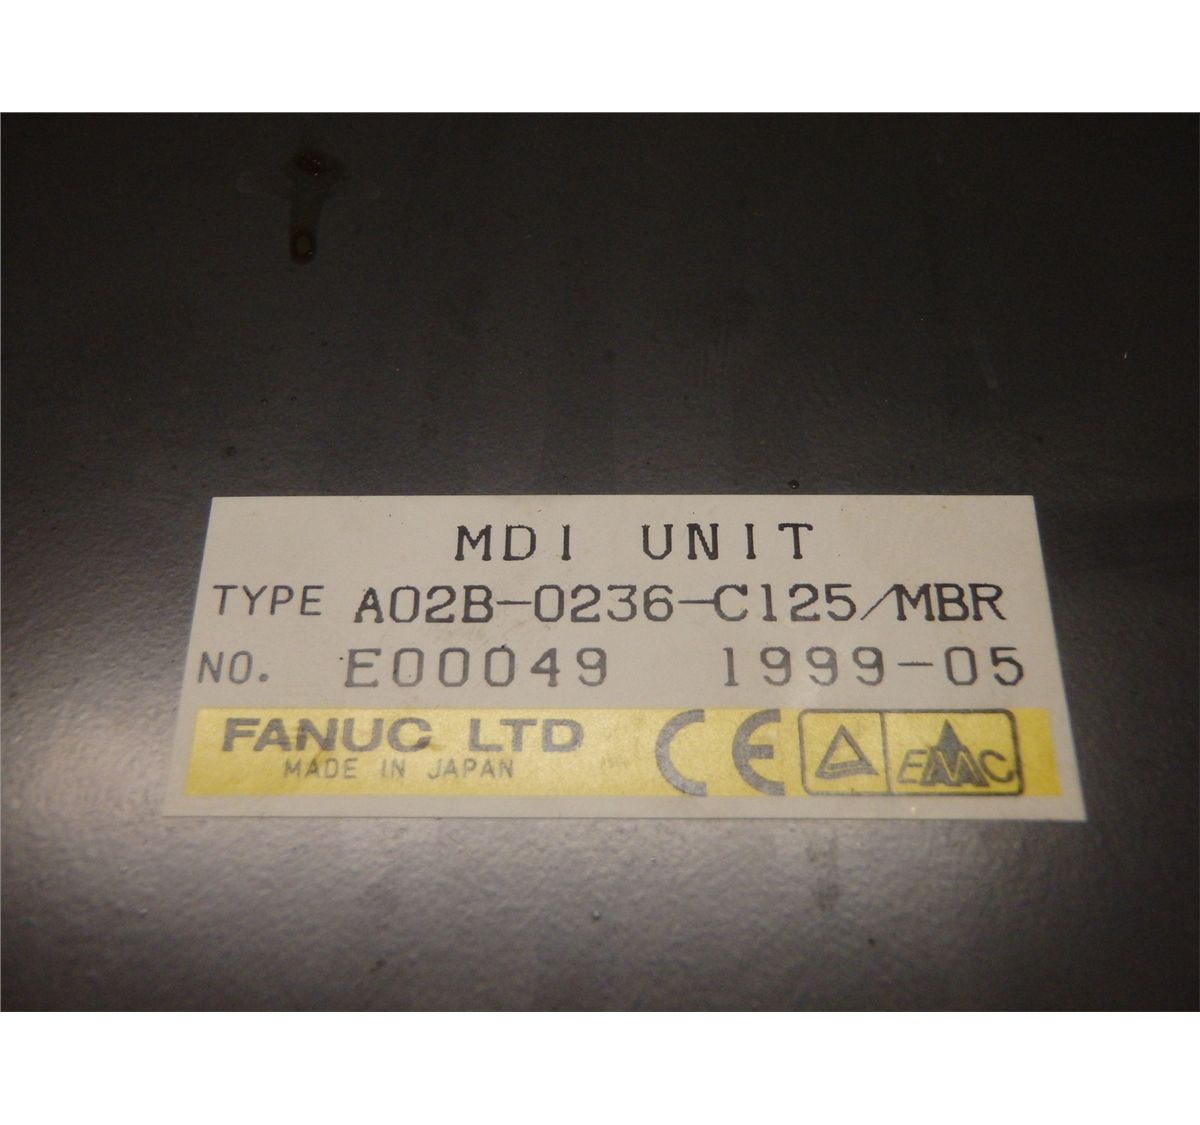 MDI UNIT
TYPE A02B-0236-C125/MBR
NO. E00049 1999-05
FANUC LTD CE EMC
MADE IN JAPAN